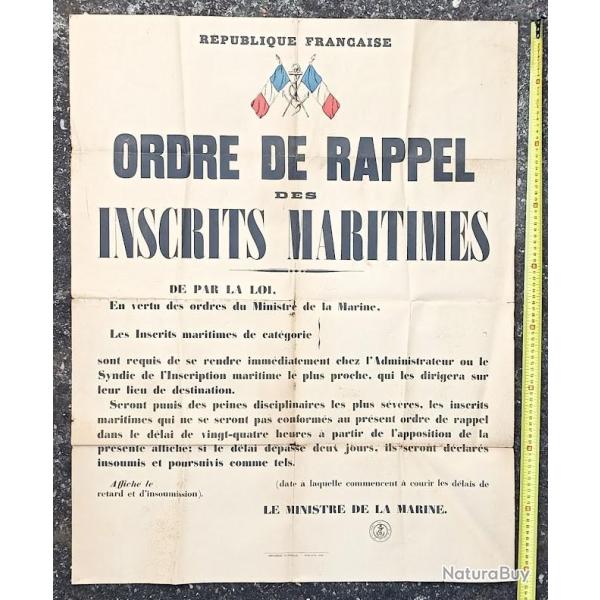 REPUBLIQUE FRANCAISE
ORDRE DE RAPPEL
DES
INSCRITS MARITIMES
DE PAR LA LOI,
En vertu des ordres du Ministre de la Marine,
Les Inscrits maritimes de catégorie
sont requis de se rendre immédiatement chez l'Administrateur ou le
Syndic de l'Inscription maritime le plus proche, qui les dirigera sur
leur lieu de destination.
Seront punis des peines disciplinaires les plus sévères, les inscrits
maritimes qui ne se seront pas conformés au présent ordre de rappel
dans le délai de vingt-quatre heures à partir de l'apposition de la
présente affiche; si le délai dépasse deux jours, ils seront déclarés
insoumis et poursuivis comme tels.
Affiché le (date à laquelle commencent à courir les délais de
retard et d'insoumission).
LE MINISTRE DE LA MARINE.
NaturaBuy